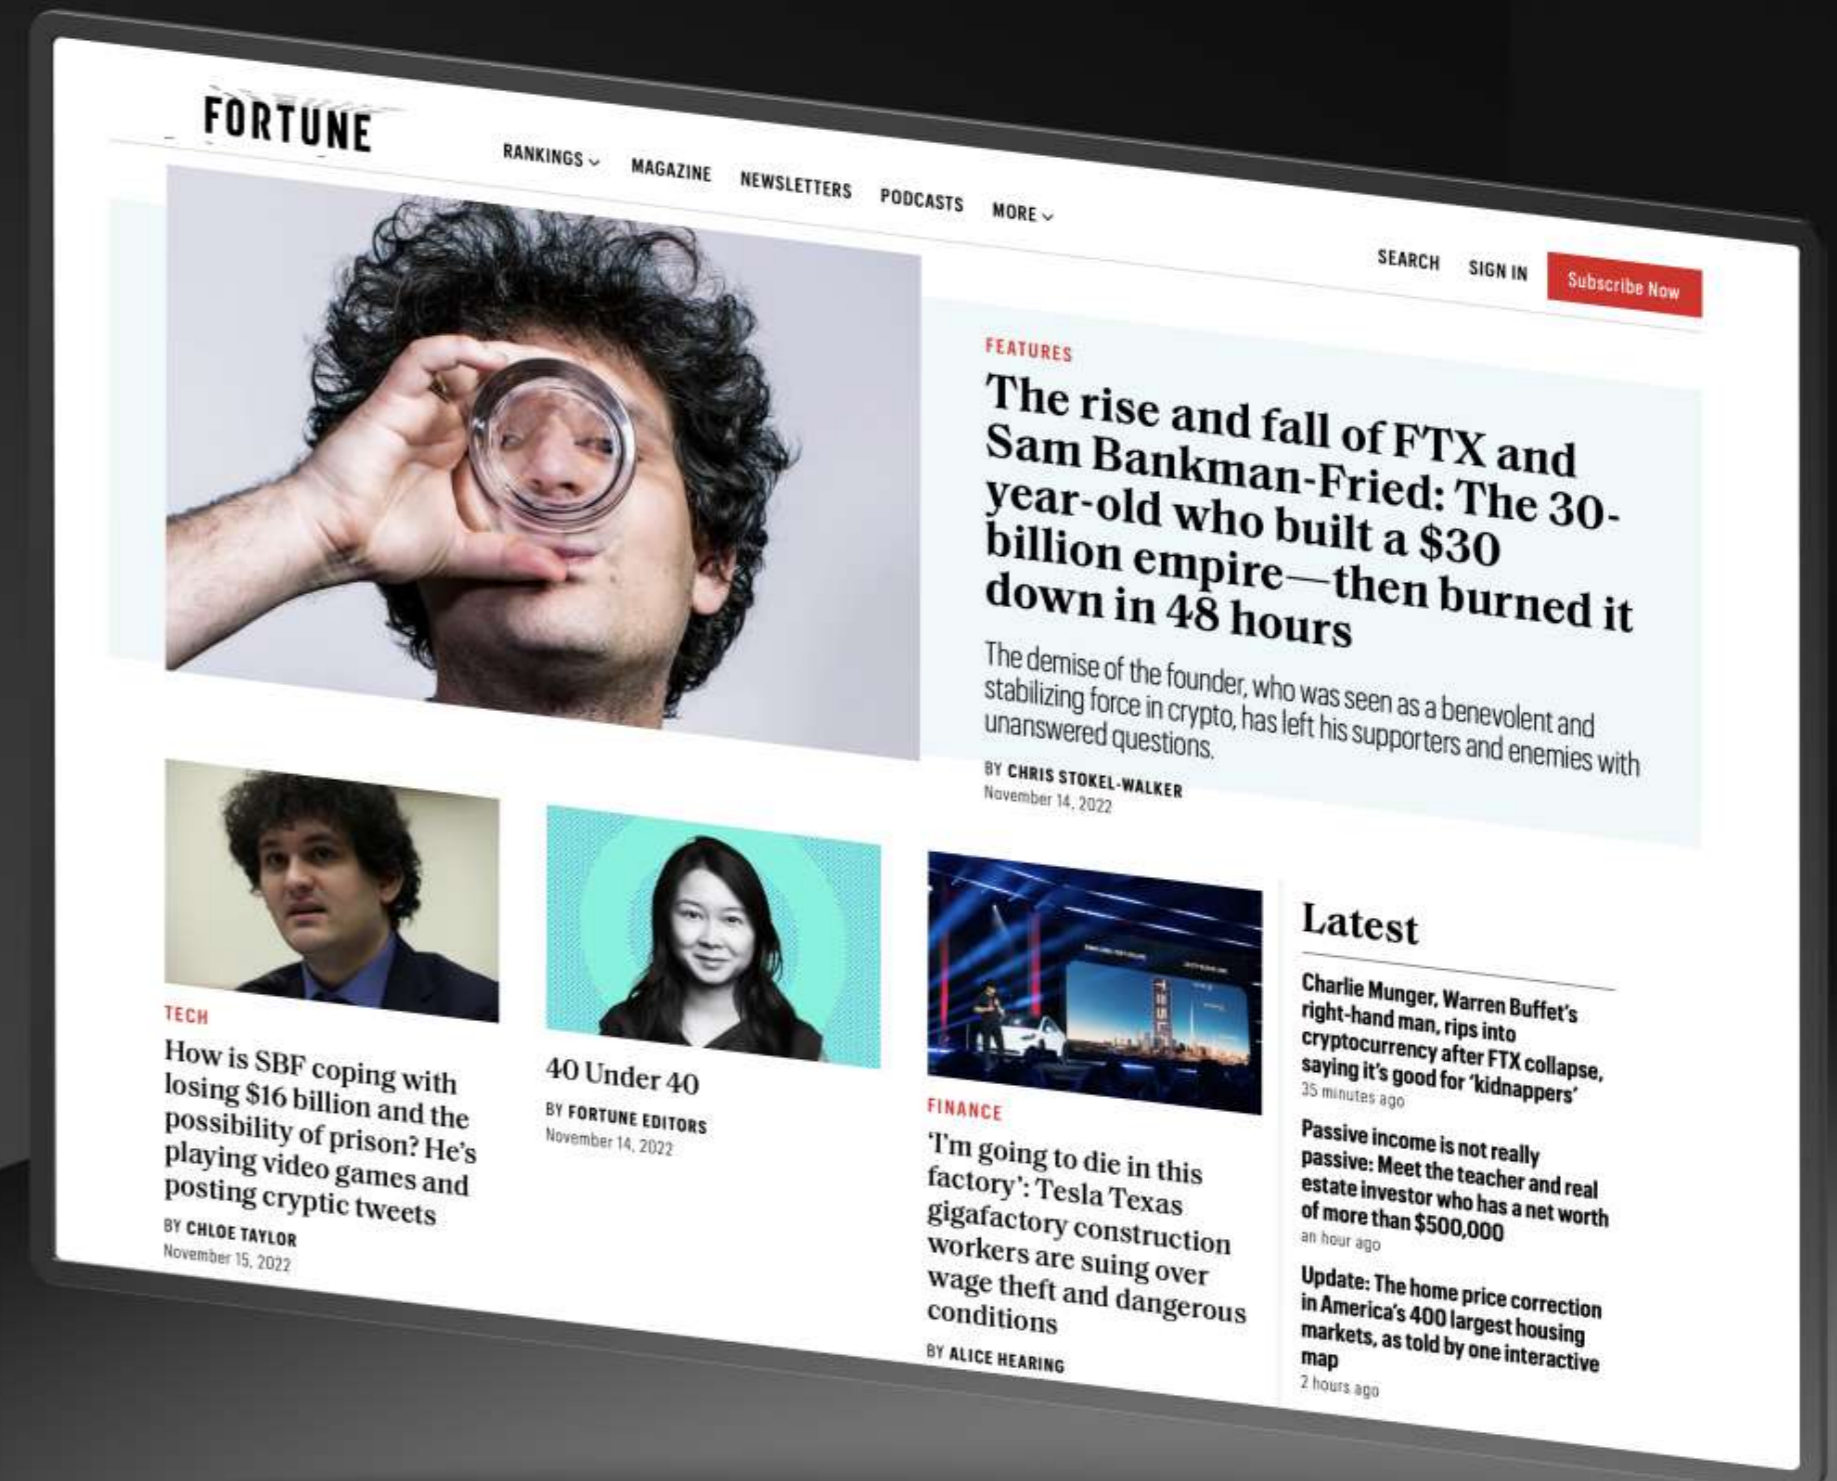 FORTUNE
RANKINGS MAGAZINE NEWSLETTERS PODCASTS MORE
SEARCH SIGN IN Subscribe Now
FEATURES
The rise and fall of FTX and
Sam Bankman-Fried: The 30-
year-old who built a $30
billion empire—then burned it
down in 48 hours
The demise of the founder, who was seen as a benevolent and
stabilizing force in crypto, has left his supporters and enemies with
unanswered questions.
BY CHRIS STOKEL-WALKER
November 14, 2022
TECH
How is SBF coping with
losing $16 billion and the
possibility of prison? He's
playing video games and
posting cryptic tweets
BY CHLOE TAYLOR
November 15, 2022
40 Under 40
BY FORTUNE EDITORS
November 14, 2022
FINANCE
‘I'm going to die in this
factory’: Tesla Texas
gigafactory construction
workers are suing over
wage theft and dangerous
conditions
BY ALICE HEARING
Latest
Charlie Munger, Warren Buffet's
right-hand man, rips into
cryptocurrency after FTX collapse,
saying it's good for ‘kidnappers’
35 minutes ago
Passive income is not really
passive: Meet the teacher and real
estate investor who has a net worth
of more than $500,000
an hour ago
Update: The home price correction
in America's 400 largest housing
markets, as told by one interactive
map
2 hours ago